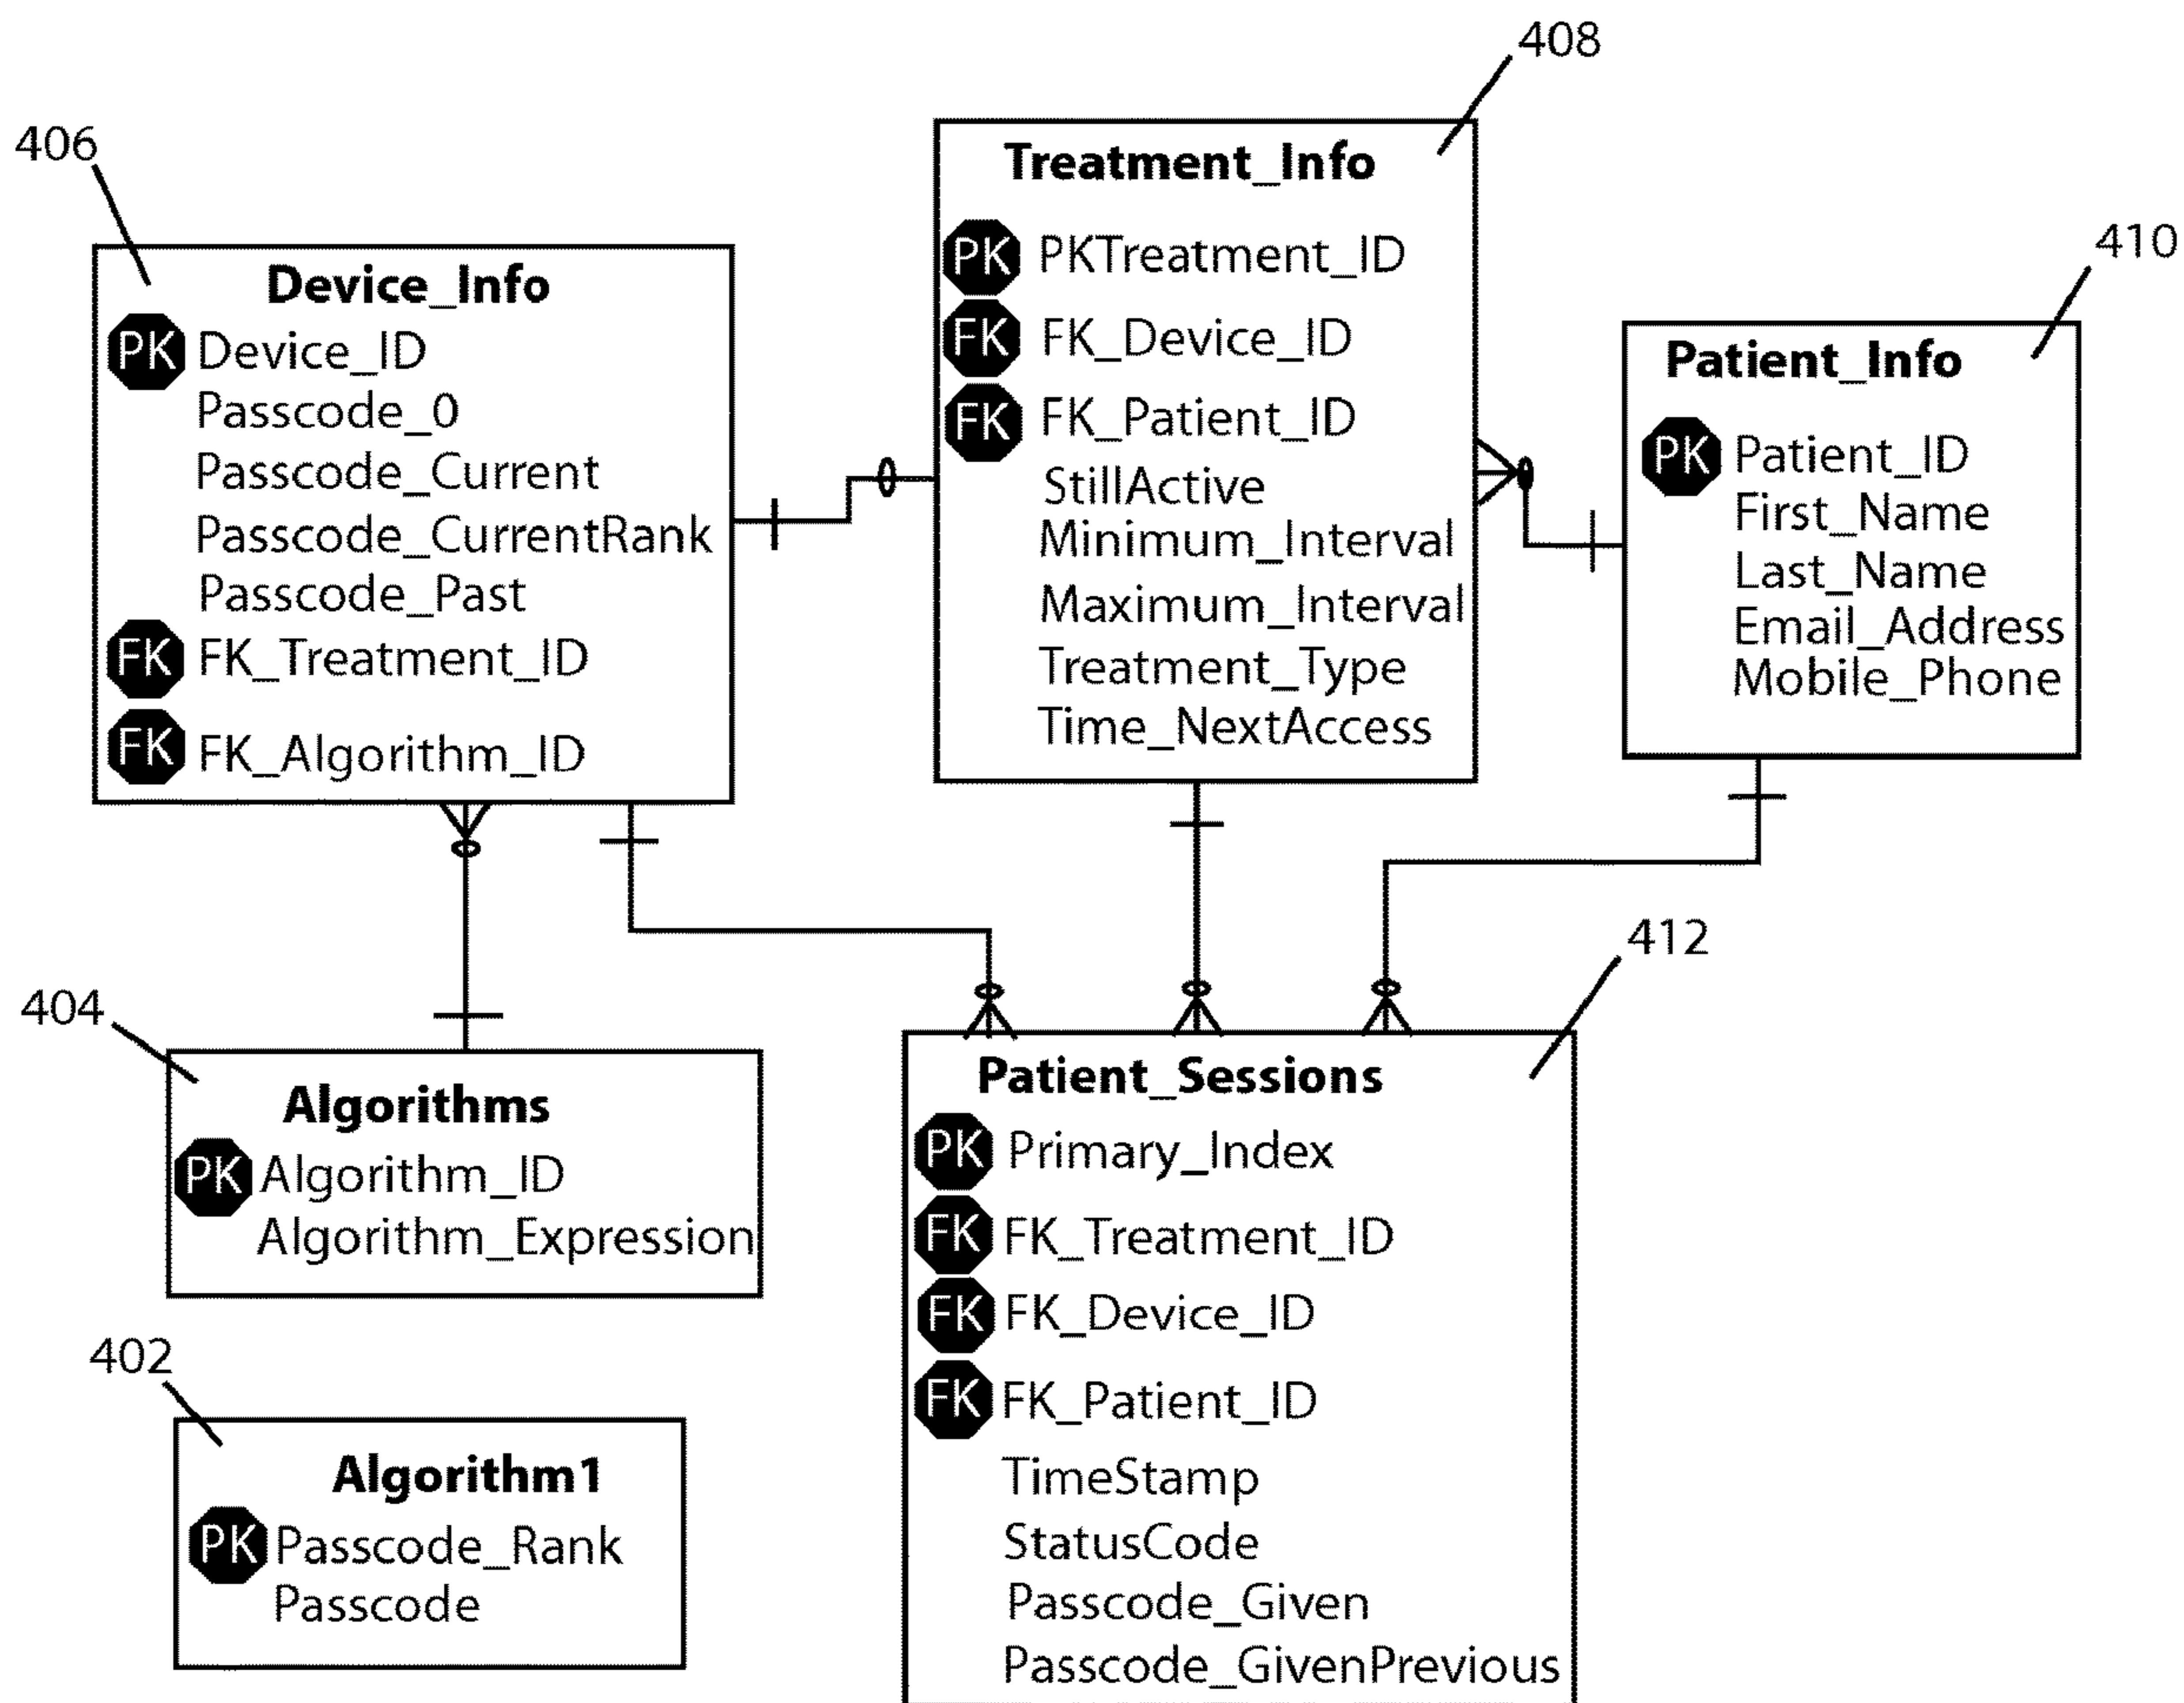 406
Device_Info
PK Device_ID
Passcode_0
Passcode_Current
Passcode_CurrentRank
Passcode_Past
FK FK_Treatment_ID
FK FK_Algorithm_ID
408
Treatment_Info
PK PKTreatment_ID
FK FK_Device_ID
FK FK_Patient_ID
StillActive
Minimum_Interval
Maximum_Interval
Treatment_Type
Time_NextAccess
410
Patient_Info
PK Patient_ID
First_Name
Last_Name
Email_Address
Mobile_Phone
404
Algorithms
PK Algorithm_ID
Algorithm_Expression
402
Algorithm1
PK Passcode_Rank
Passcode
412
Patient_Sessions
PK Primary_Index
FK FK_Treatment_ID
FK FK_Device_ID
FK FK_Patient_ID
TimeStamp
StatusCode
Passcode_Given
Passcode_GivenPrevious